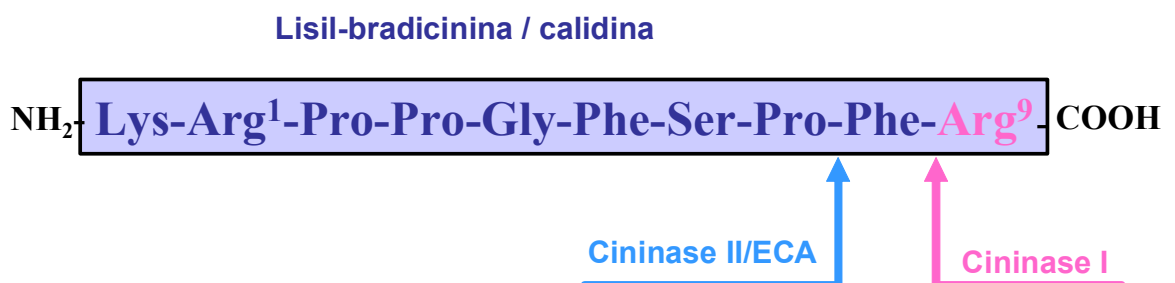 Lisil-bradicinina / calidina
NH₂-Lys-Arg¹-Pro-Pro-Gly-Phe-Ser-Pro-Phe-Arg⁹-COOH
Cininase II/ECA
Cininase I